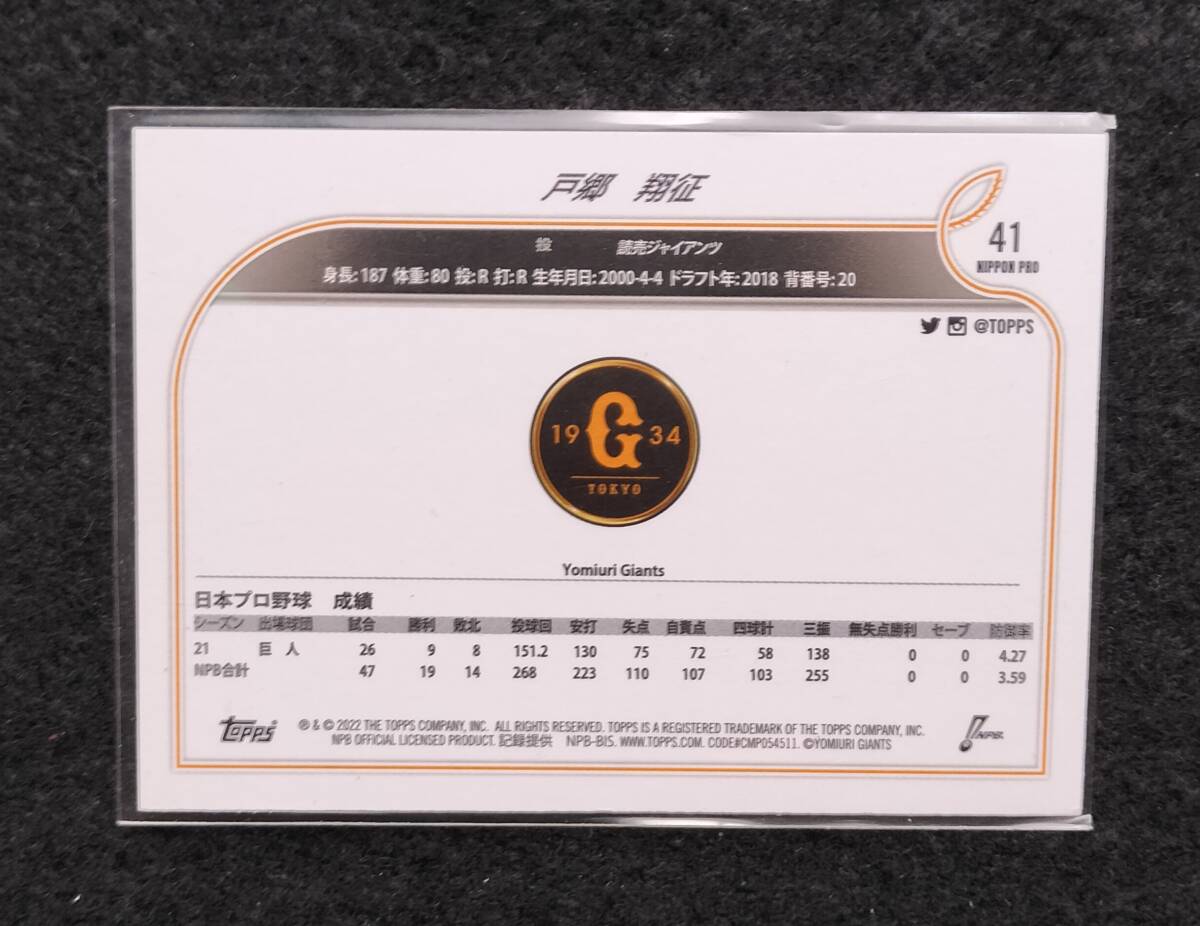 戸郷 翔征
41
NIPPON PRO
投 読売ジャイアンツ
身長:187 体重:80 投:R 打:R 生年月日:2000-4-4 ドラフト年:2018 背番号:20
@TOPPS
19 G 34
TOKYO
Yomiuri Giants
日本プロ野球 成績
シーズン 出場球団 試合 勝利 敗北 投球回 安打 失点 自責点 四球計 三振 無失点勝利 セーブ 防御率
21 巨人 26 9 8 151.2 130 75 72 58 138 0 0 4.27
NPB合計 47 19 14 268 223 110 107 103 255 0 0 3.59
Topps
® & © 2022 THE TOPPS COMPANY, INC. ALL RIGHTS RESERVED. TOPPS IS A REGISTERED TRADEMARK OF THE TOPPS COMPANY, INC.
NPB OFFICIAL LICENSED PRODUCT. 記録提供 NPB-BIS. WWW.TOPPS.COM. CODE#CMP054511. ©YOMIURI GIANTS
NPB